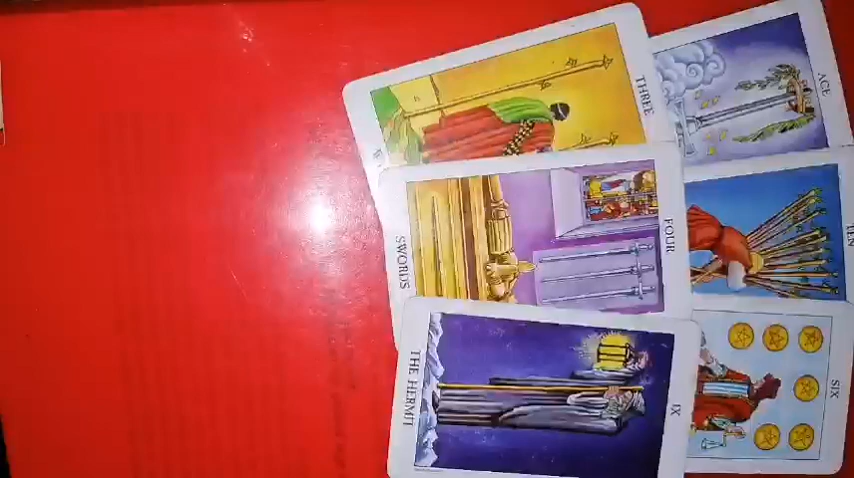 THREE
ACE
FOUR
SWORDS
TEN
IX
THE HERMIT
SIX